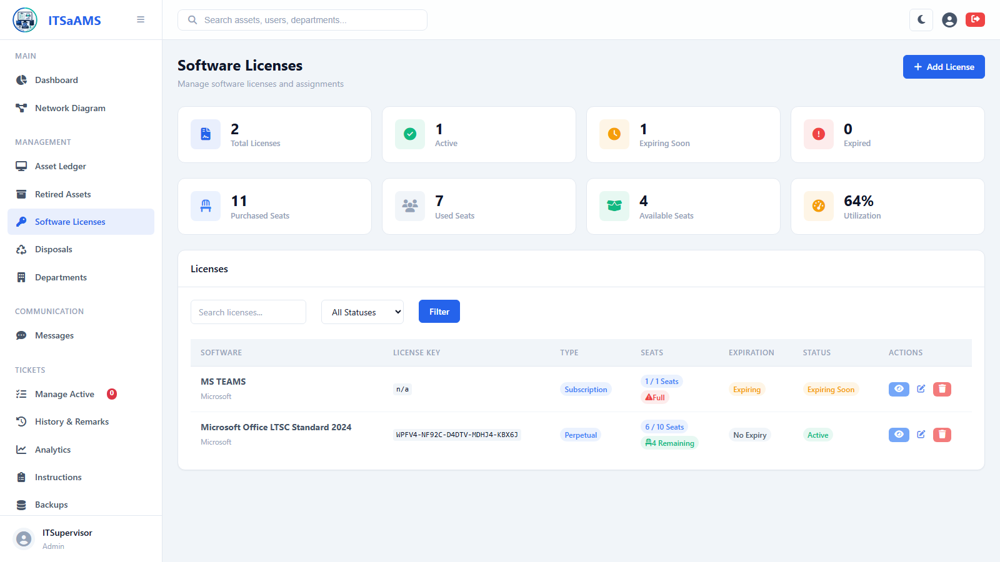 ITSaAMS
Search assets, users, departments...
MAIN
Dashboard
Network Diagram
MANAGEMENT
Asset Ledger
Retired Assets
Software Licenses
Disposals
Departments
COMMUNICATION
Messages
TICKETS
Manage Active 0
History & Remarks
Analytics
Instructions
Backups
ITSupervisor
Admin
Software Licenses
Manage software licenses and assignments
Add License
2
Total Licenses
1
Active
1
Expiring Soon
0
Expired
11
Purchased Seats
7
Used Seats
4
Available Seats
64%
Utilization
Licenses
Search licenses...
All Statuses
Filter
SOFTWARE LICENSE KEY TYPE SEATS EXPIRATION STATUS ACTIONS
MS TEAMS
Microsoft
n/a
Subscription
1 / 1 Seats
Full
Expiring
Expiring Soon
Microsoft Office LTSC Standard 2024
Microsoft
WPFV4-NF92C-D4DTV-MDHJ4-KBX6J
Perpetual
6 / 10 Seats
4 Remaining
No Expiry
Active